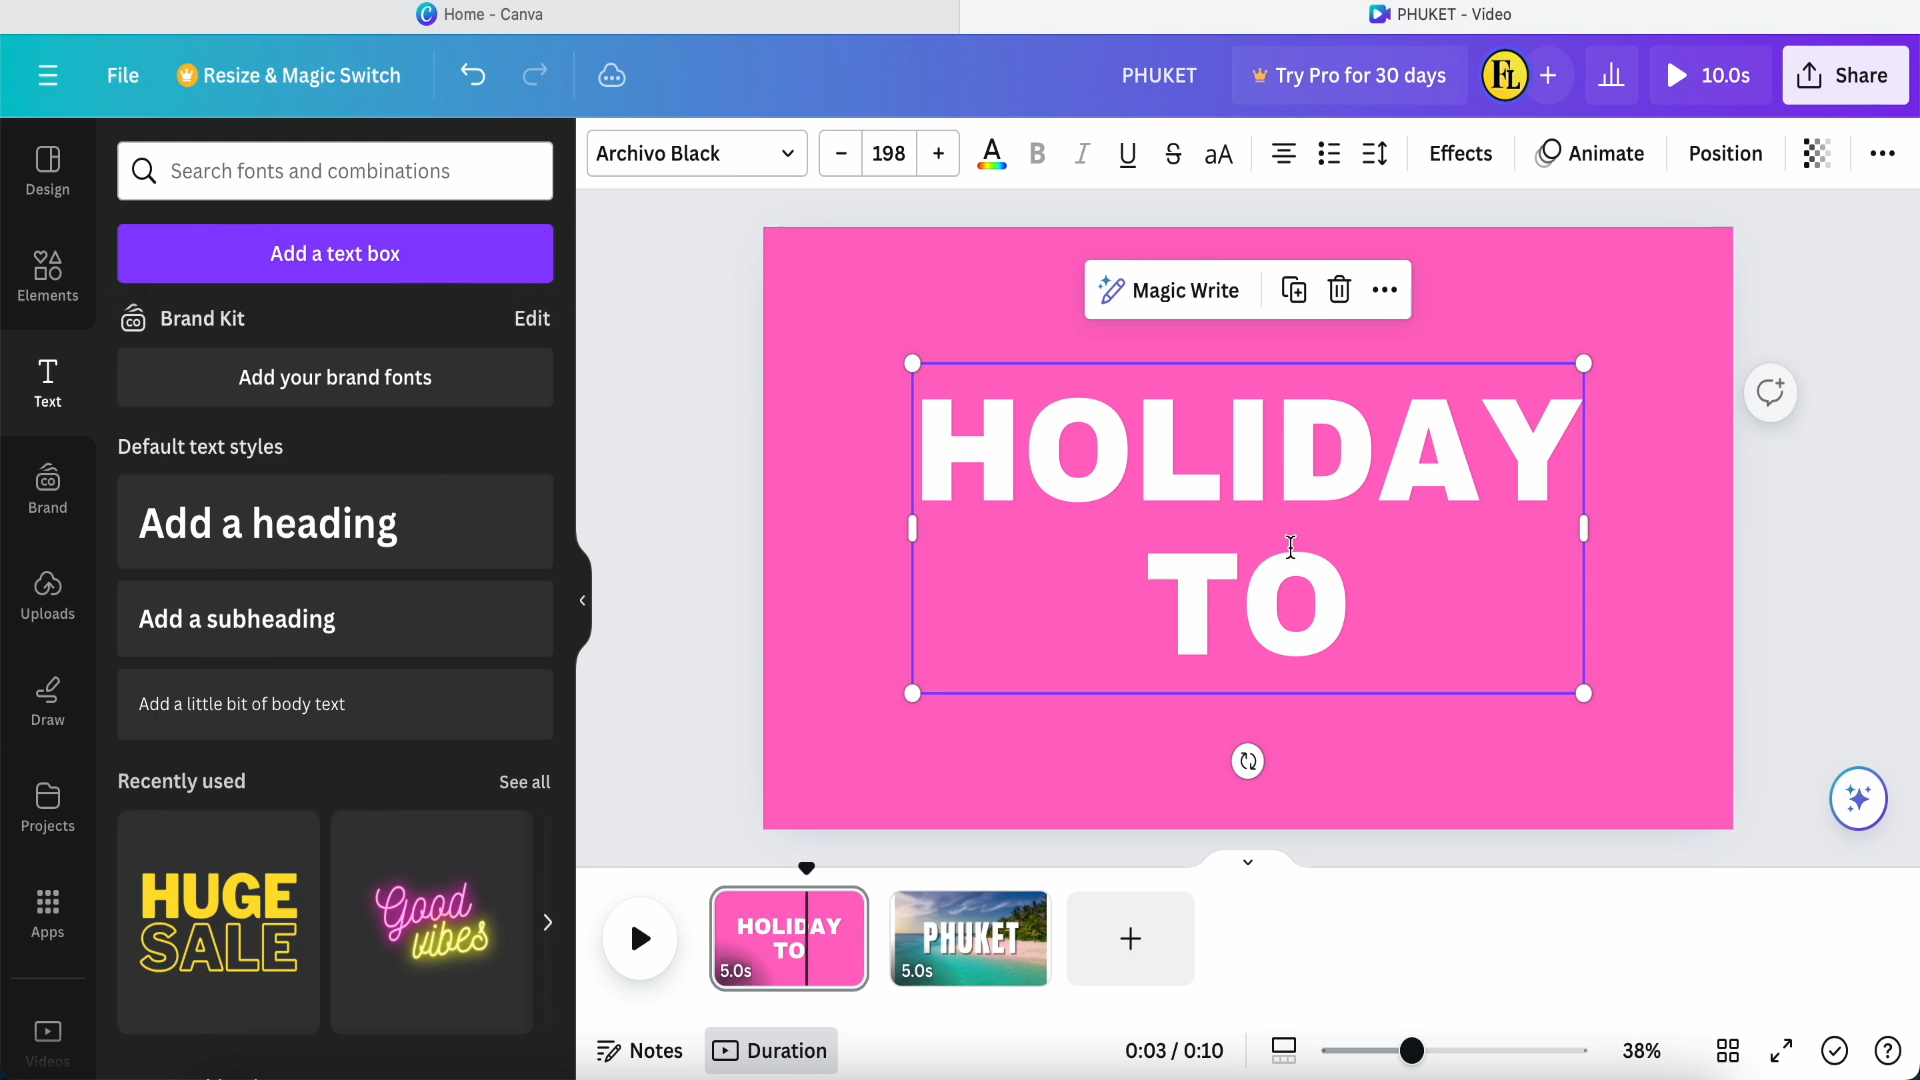 Home - Canva
PHUKET - Video
File
Resize & Magic Switch
PHUKET
Try Pro for 30 days
FL
10.0s
Share
Design
Elements
Text
Brand
Uploads
Draw
Projects
Apps
Videos
Search fonts and combinations
Add a text box
Brand Kit
Edit
Add your brand fonts
Default text styles
Add a heading
Add a subheading
Add a little bit of body text
Recently used
See all
HUGE
SALE
Good
vibes
Archivo Black
198
A
B
I
U
S
aA
Effects
Animate
Position
Magic Write
HOLIDAY
TO
HOLIDAY
TO
5.0s
PHUKET
5.0s
Notes
Duration
0:03 / 0:10
38%